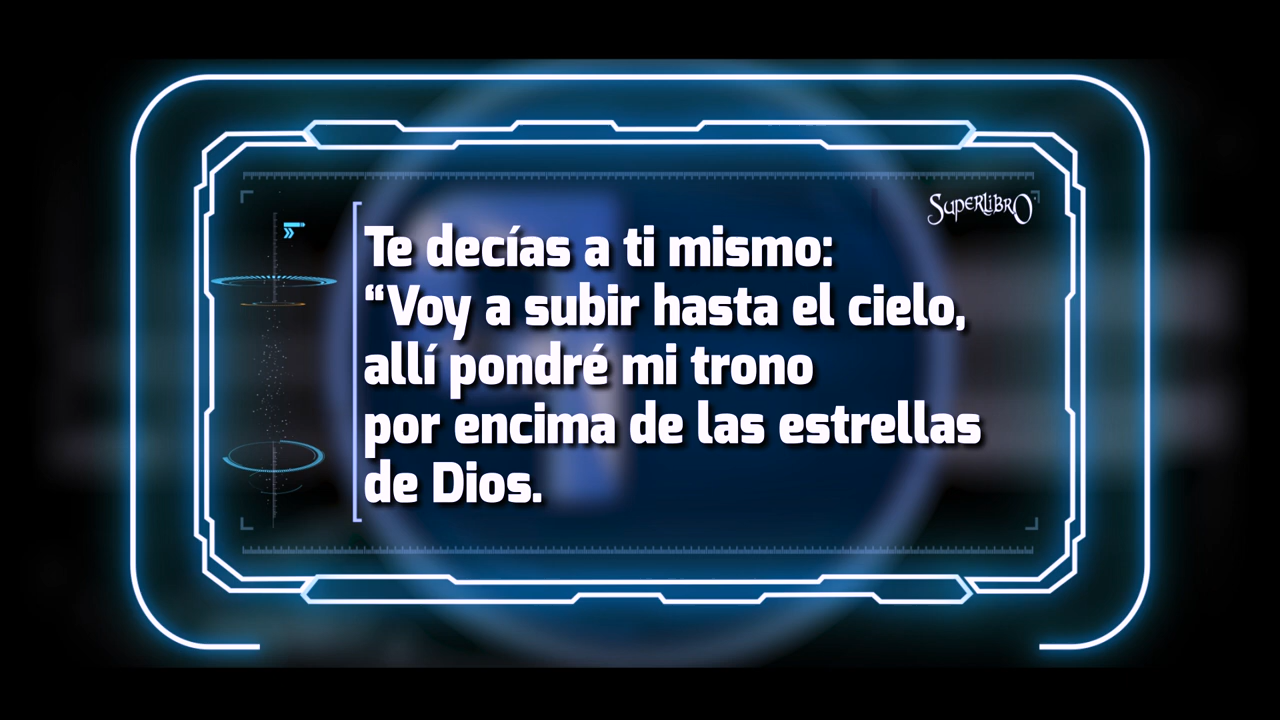 SUPERLIBRO
Te decías a ti mismo:
“Voy a subir hasta el cielo,
allí pondré mi trono
por encima de las estrellas
de Dios.